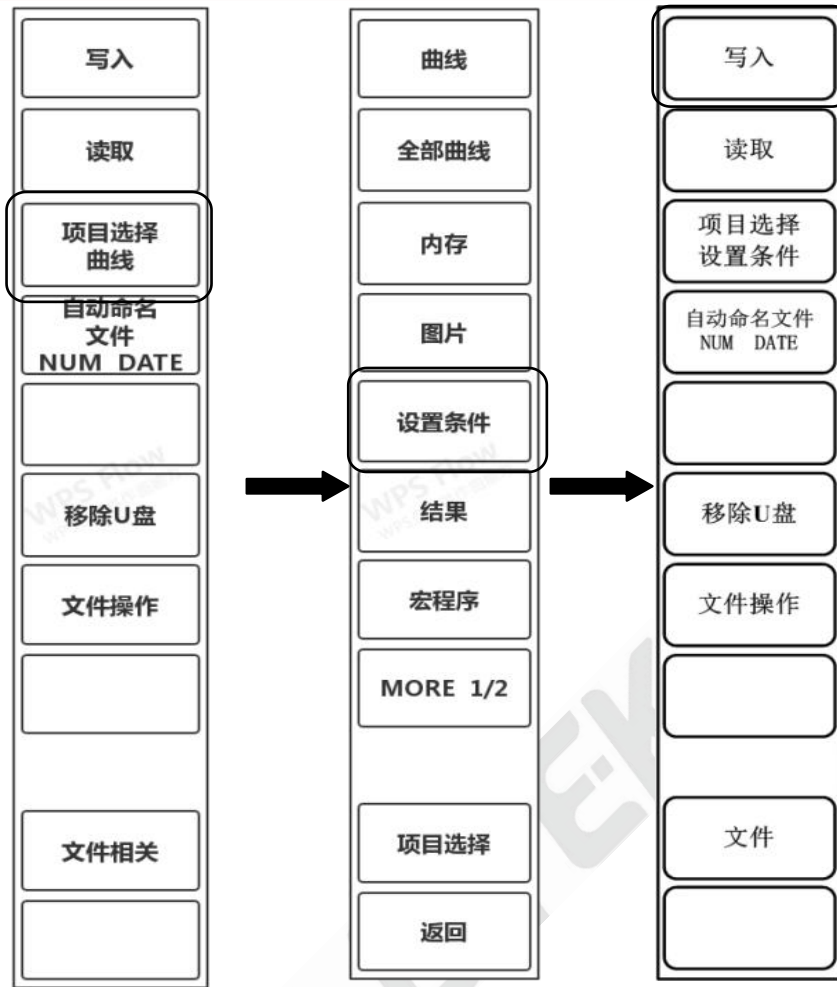 写入
读取
项目选择
曲线
自动命名
文件
NUM DATE
移除U盘
文件操作
文件相关
曲线
全部曲线
内存
图片
设置条件
结果
宏程序
MORE 1/2
项目选择
返回
写入
读取
项目选择
设置条件
自动命名文件
NUM DATE
移除U盘
文件操作
文件
WPS Flow
WPS Flow